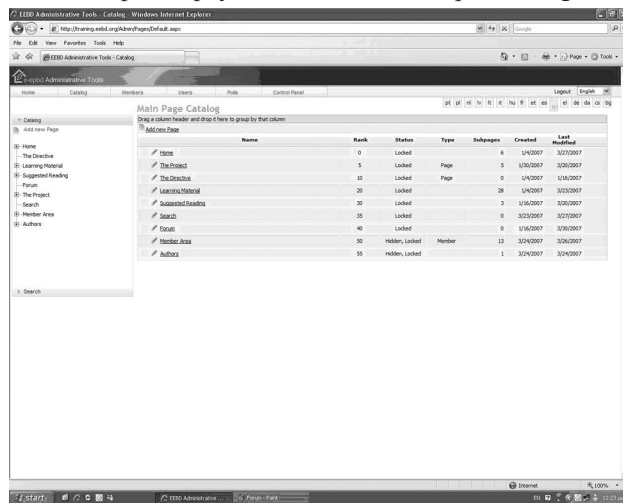 EEBD Administrative Tools - Catalog - Windows Internet Explorer
http://training.eebd.org/Admin/Pages/Default.aspx
Google
File Edit View Favorites Tools Help
EEBD Administrative Tools - Catalog
Page Tools
e-epbd Administrative Tools
Logout English
Home Catalog Members Users Polls Control Panel
pt pl nl lv lt it hu fr et es en el de da cs bg
Main Page Catalog
Catalog
Drag a column header and drop it here to group by that column
Add new Page
Add new Page
Name Rank Status Type Subpages Created Last Modified
Home 0 Locked 6 1/4/2007 3/27/2007
The Project 5 Locked Page 5 1/30/2007 3/20/2007
The Directive 10 Locked Page 0 1/4/2007 1/16/2007
Learning Material 20 Locked 28 1/4/2007 3/23/2007
Suggested Reading 30 Locked 3 1/16/2007 3/20/2007
Search 35 Locked 0 3/23/2007 3/27/2007
Forum 40 Locked 0 1/16/2007 3/30/2007
Member Area 50 Hidden, Locked Member 13 3/24/2007 3/26/2007
Authors 55 Hidden, Locked 1 3/24/2007 3/24/2007
Home
The Directive
Learning Material
Suggested Reading
Forum
The Project
Search
Member Area
Authors
Search
Internet 100%
start EEBD Administrative ... Forum - Paint EN 12:23